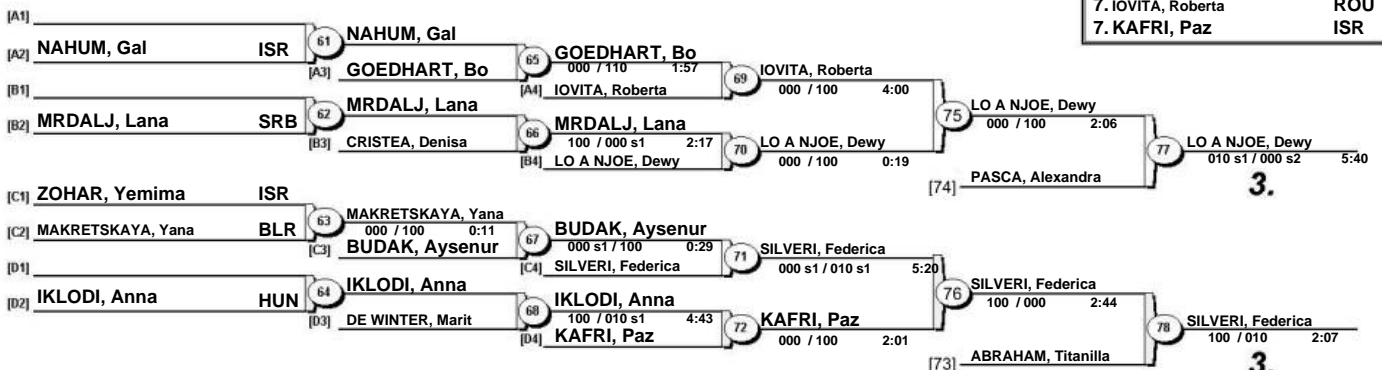 7. IOVITA, Roberta ROU
7. KAFRI, Paz ISR
[A1]
[A2] NAHUM, Gal ISR
61 NAHUM, Gal
[A3] GOEDHART, Bo
65 GOEDHART, Bo
000 / 110 1:57
[A4] IOVITA, Roberta
69 IOVITA, Roberta
000 / 100 4:00
[B1]
[B2] MRDALJ, Lana SRB
62 MRDALJ, Lana
[B3] CRISTEA, Denisa
66 MRDALJ, Lana
100 / 000 s1 2:17
[B4] LO A NJOE, Dewy
70 LO A NJOE, Dewy
000 / 100 0:19
75 LO A NJOE, Dewy
000 / 100 2:06
[74] PASCA, Alexandra
77 LO A NJOE, Dewy
010 s1 / 000 s2 5:40
3.
[C1] ZOHAR, Yemima ISR
[C2] MAKRETSKAYA, Yana BLR
63 MAKRETSKAYA, Yana
000 / 100 0:11
[C3] BUDAK, Aysenur
67 BUDAK, Aysenur
000 s1 / 100 0:29
[C4] SILVERI, Federica
71 SILVERI, Federica
000 s1 / 010 s1 5:20
[D1]
[D2] IKLODI, Anna HUN
64 IKLODI, Anna
[D3] DE WINTER, Marit
68 IKLODI, Anna
100 / 010 s1 4:43
[D4] KAFRI, Paz
72 KAFRI, Paz
000 / 100 2:01
76 SILVERI, Federica
100 / 000 2:44
[73] ABRAHAM, Titanilla
78 SILVERI, Federica
100 / 010 2:07
3.